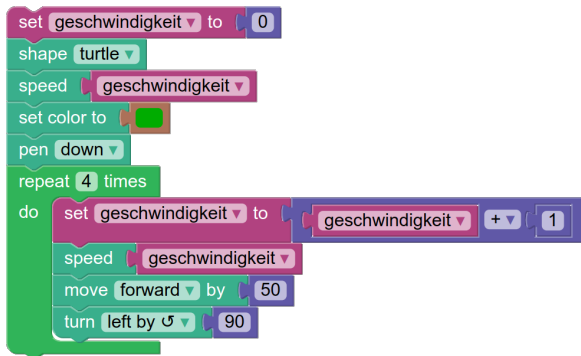 set geschwindigkeit to 0
shape turtle
speed geschwindigkeit
set color to
pen down
repeat 4 times
do set geschwindigkeit to geschwindigkeit + 1
speed geschwindigkeit
move forward by 50
turn left by ↺ 90